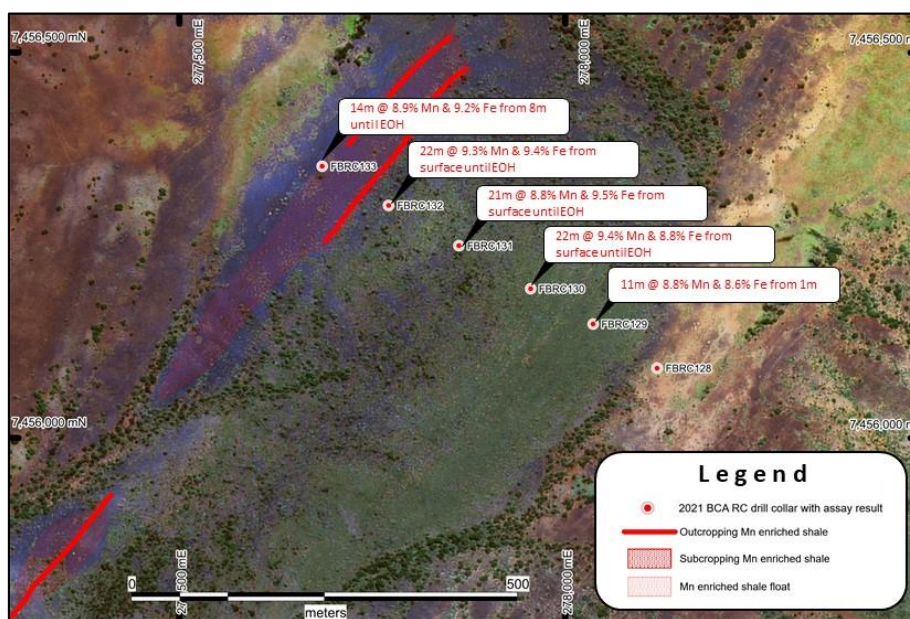 7,456,500 mN
277,500 mE
278,000 mE
7,456,500 mN
14m @ 8.9% Mn & 9.2% Fe from 8m
until EOH
FBRC133
22m @ 9.3% Mn & 9.4% Fe from
surface until EOH
FBRC132
21m @ 8.8% Mn & 9.5% Fe from
surface until EOH
FBRC131
22m @ 9.4% Mn & 8.8% Fe from
surface until EOH
FBRC130
11m @ 8.8% Mn & 8.6% Fe from 1m
FBRC129
FBRC128
7,456,000 mN
7,456,000 mN
Legend
2021 BCA RC drill collar with assay result
Outcropping Mn enriched shale
Subcropping Mn enriched shale
Mn enriched shale float
0
500
meters
277,500 mE
278,000 mE